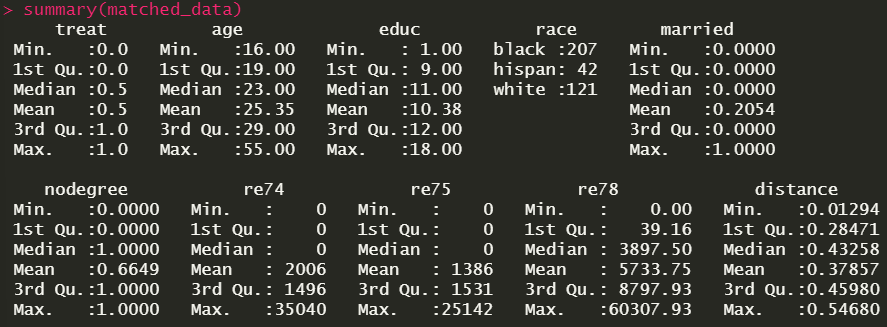 > summary(matched_data)
     treat          age             educ           race        married      
 Min.   :0.0   Min.   :16.00   Min.   : 1.00   black :207   Min.   :0.0000  
 1st Qu.:0.0   1st Qu.:19.00   1st Qu.: 9.00   hispan: 42   1st Qu.:0.0000  
 Median :0.5   Median :23.00   Median :11.00   white :121   Median :0.0000  
 Mean   :0.5   Mean   :25.35   Mean   :10.38                Mean   :0.2054  
 3rd Qu.:1.0   3rd Qu.:29.00   3rd Qu.:12.00                3rd Qu.:0.0000  
 Max.   :1.0   Max.   :55.00   Max.   :18.00                Max.   :1.0000  
    nodegree           re74            re75            re78             distance      
 Min.   :0.0000   Min.   :    0   Min.   :    0   Min.   :    0.00   Min.   :0.01294  
 1st Qu.:0.0000   1st Qu.:    0   1st Qu.:    0   1st Qu.:   39.16   1st Qu.:0.28471  
 Median :1.0000   Median :    0   Median :    0   Median : 3897.50   Median :0.43258  
 Mean   :0.6649   Mean   : 2006   Mean   : 1386   Mean   : 5733.75   Mean   :0.37857  
 3rd Qu.:1.0000   3rd Qu.: 1496   3rd Qu.: 1531   3rd Qu.: 8797.93   3rd Qu.:0.45980  
 Max.   :1.0000   Max.   :35040   Max.   :25142   Max.   :60307.93   Max.   :0.54680